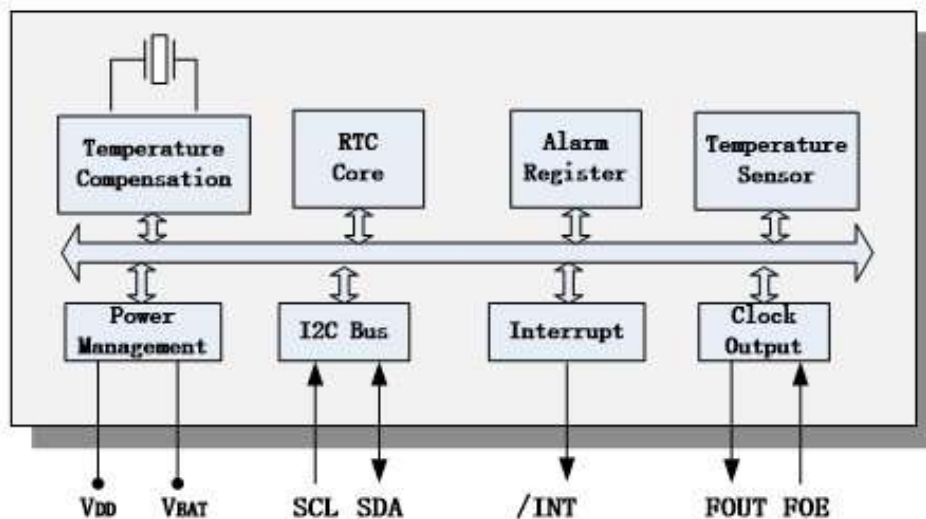 Temperature
Compensation
RTC
Core
Alarm
Register
Temperature
Sensor
Power
Management
I2C Bus
Interrupt
Clock
Output
VDD VBAT SCL SDA /INT FOUT FOE